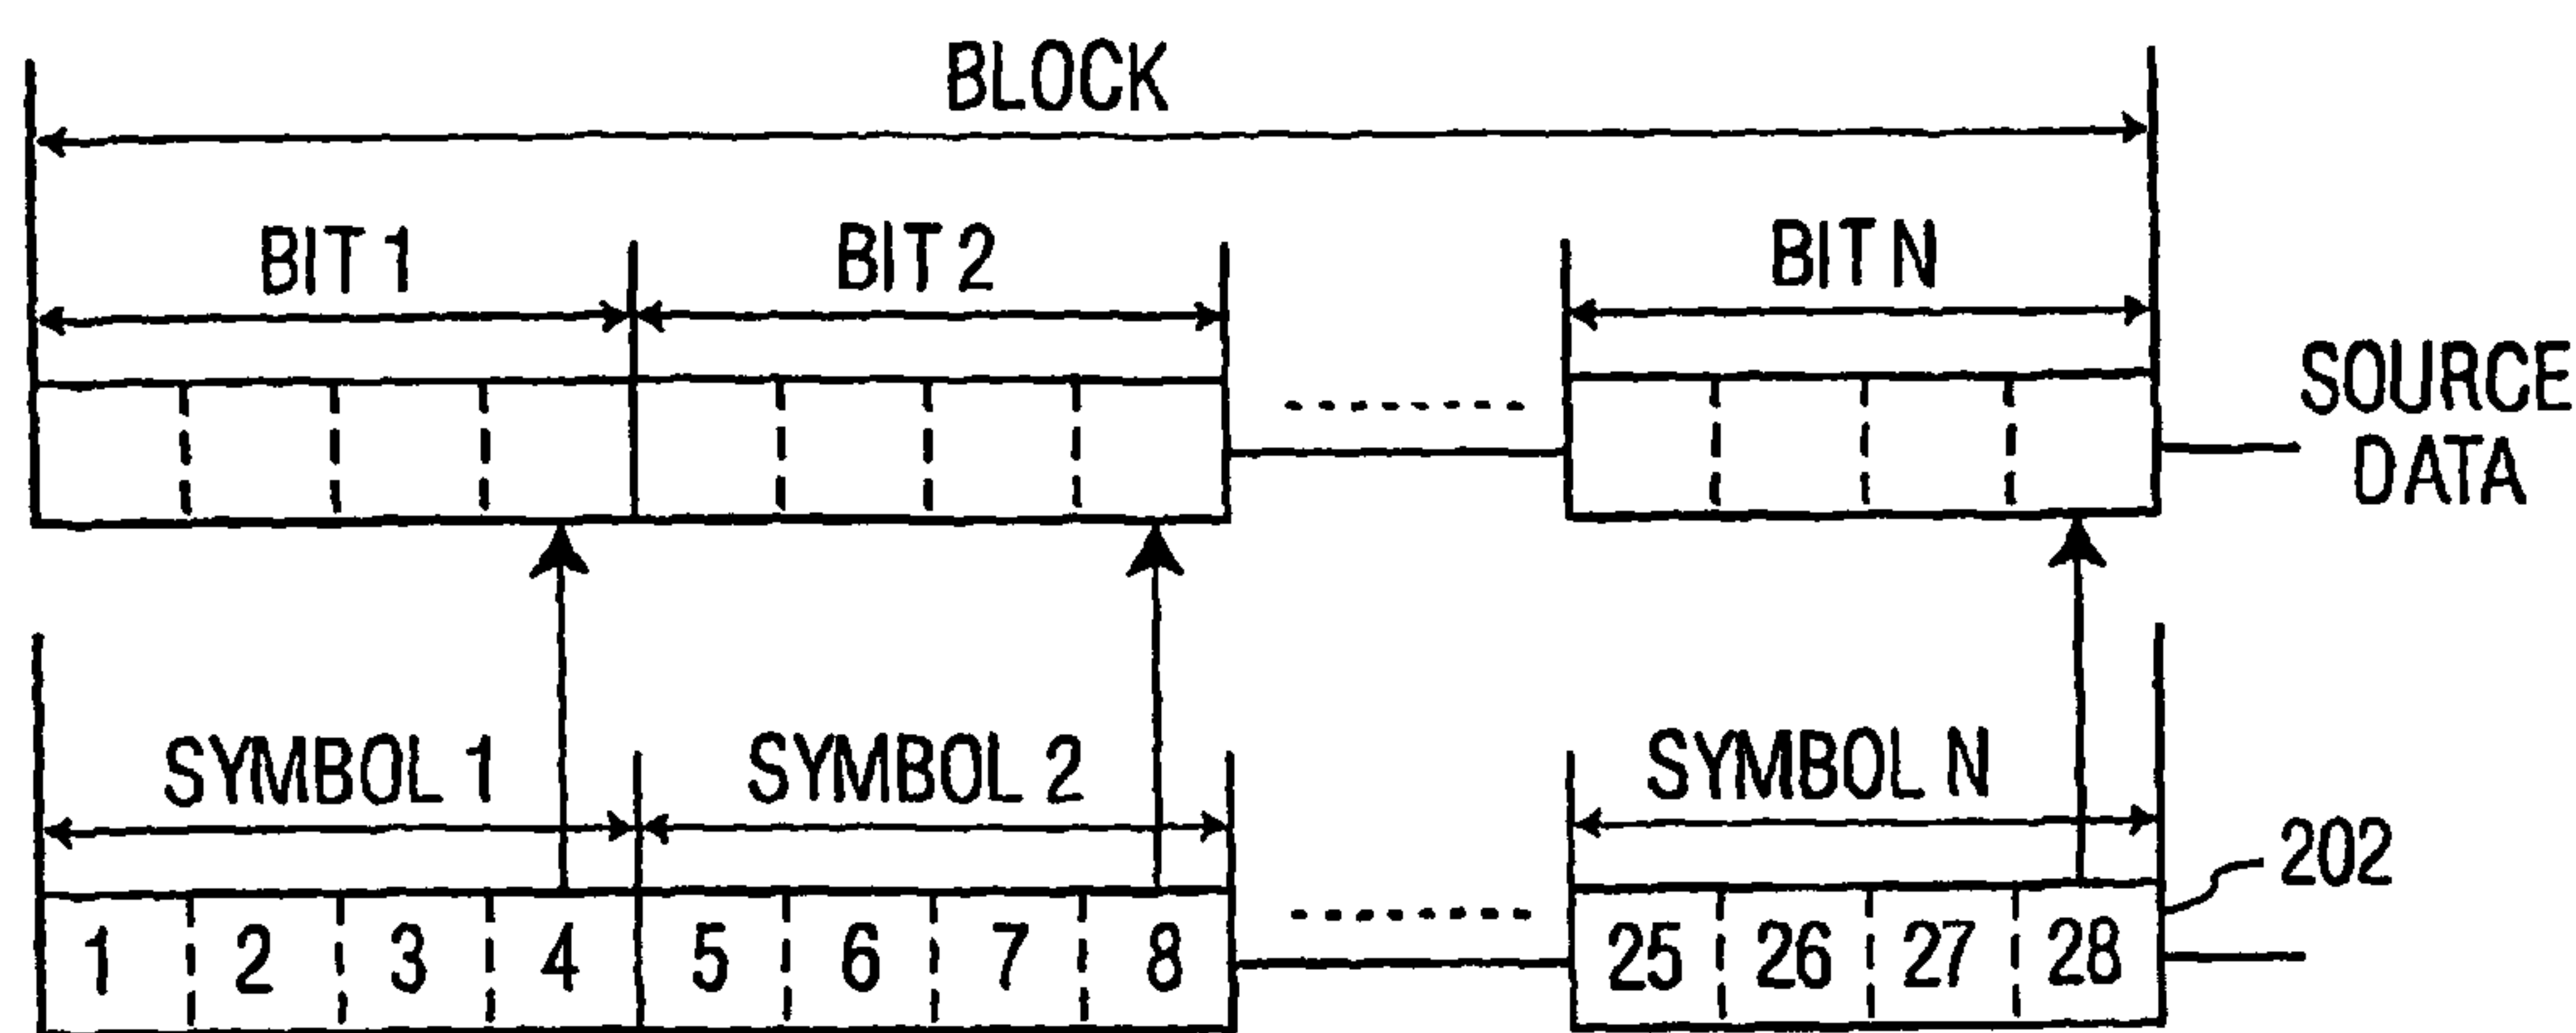 BLOCK
BIT 1 BIT 2 BIT N
SOURCE
DATA
SYMBOL 1 SYMBOL 2 SYMBOL N
202
1 2 3 4 5 6 7 8 25 26 27 28